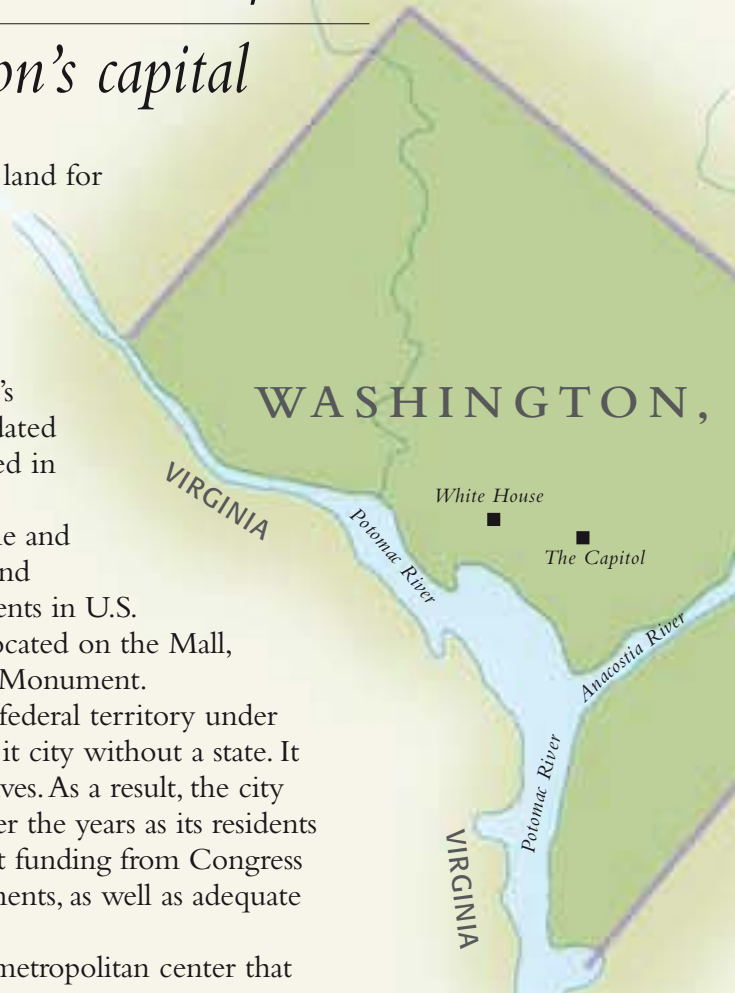 on's capital
land for
's
dated
ed in
e and
nd
ents in U.S.
ocated on the Mall,
Monument.
federal territory under
it city without a state. It
ves. As a result, the city
er the years as its residents
t funding from Congress
ments, as well as adequate
metropolitan center that
WASHINGTON,
White House
The Capitol
VIRGINIA
Potomac River
Anacostia River
Potomac River
VIRGINIA